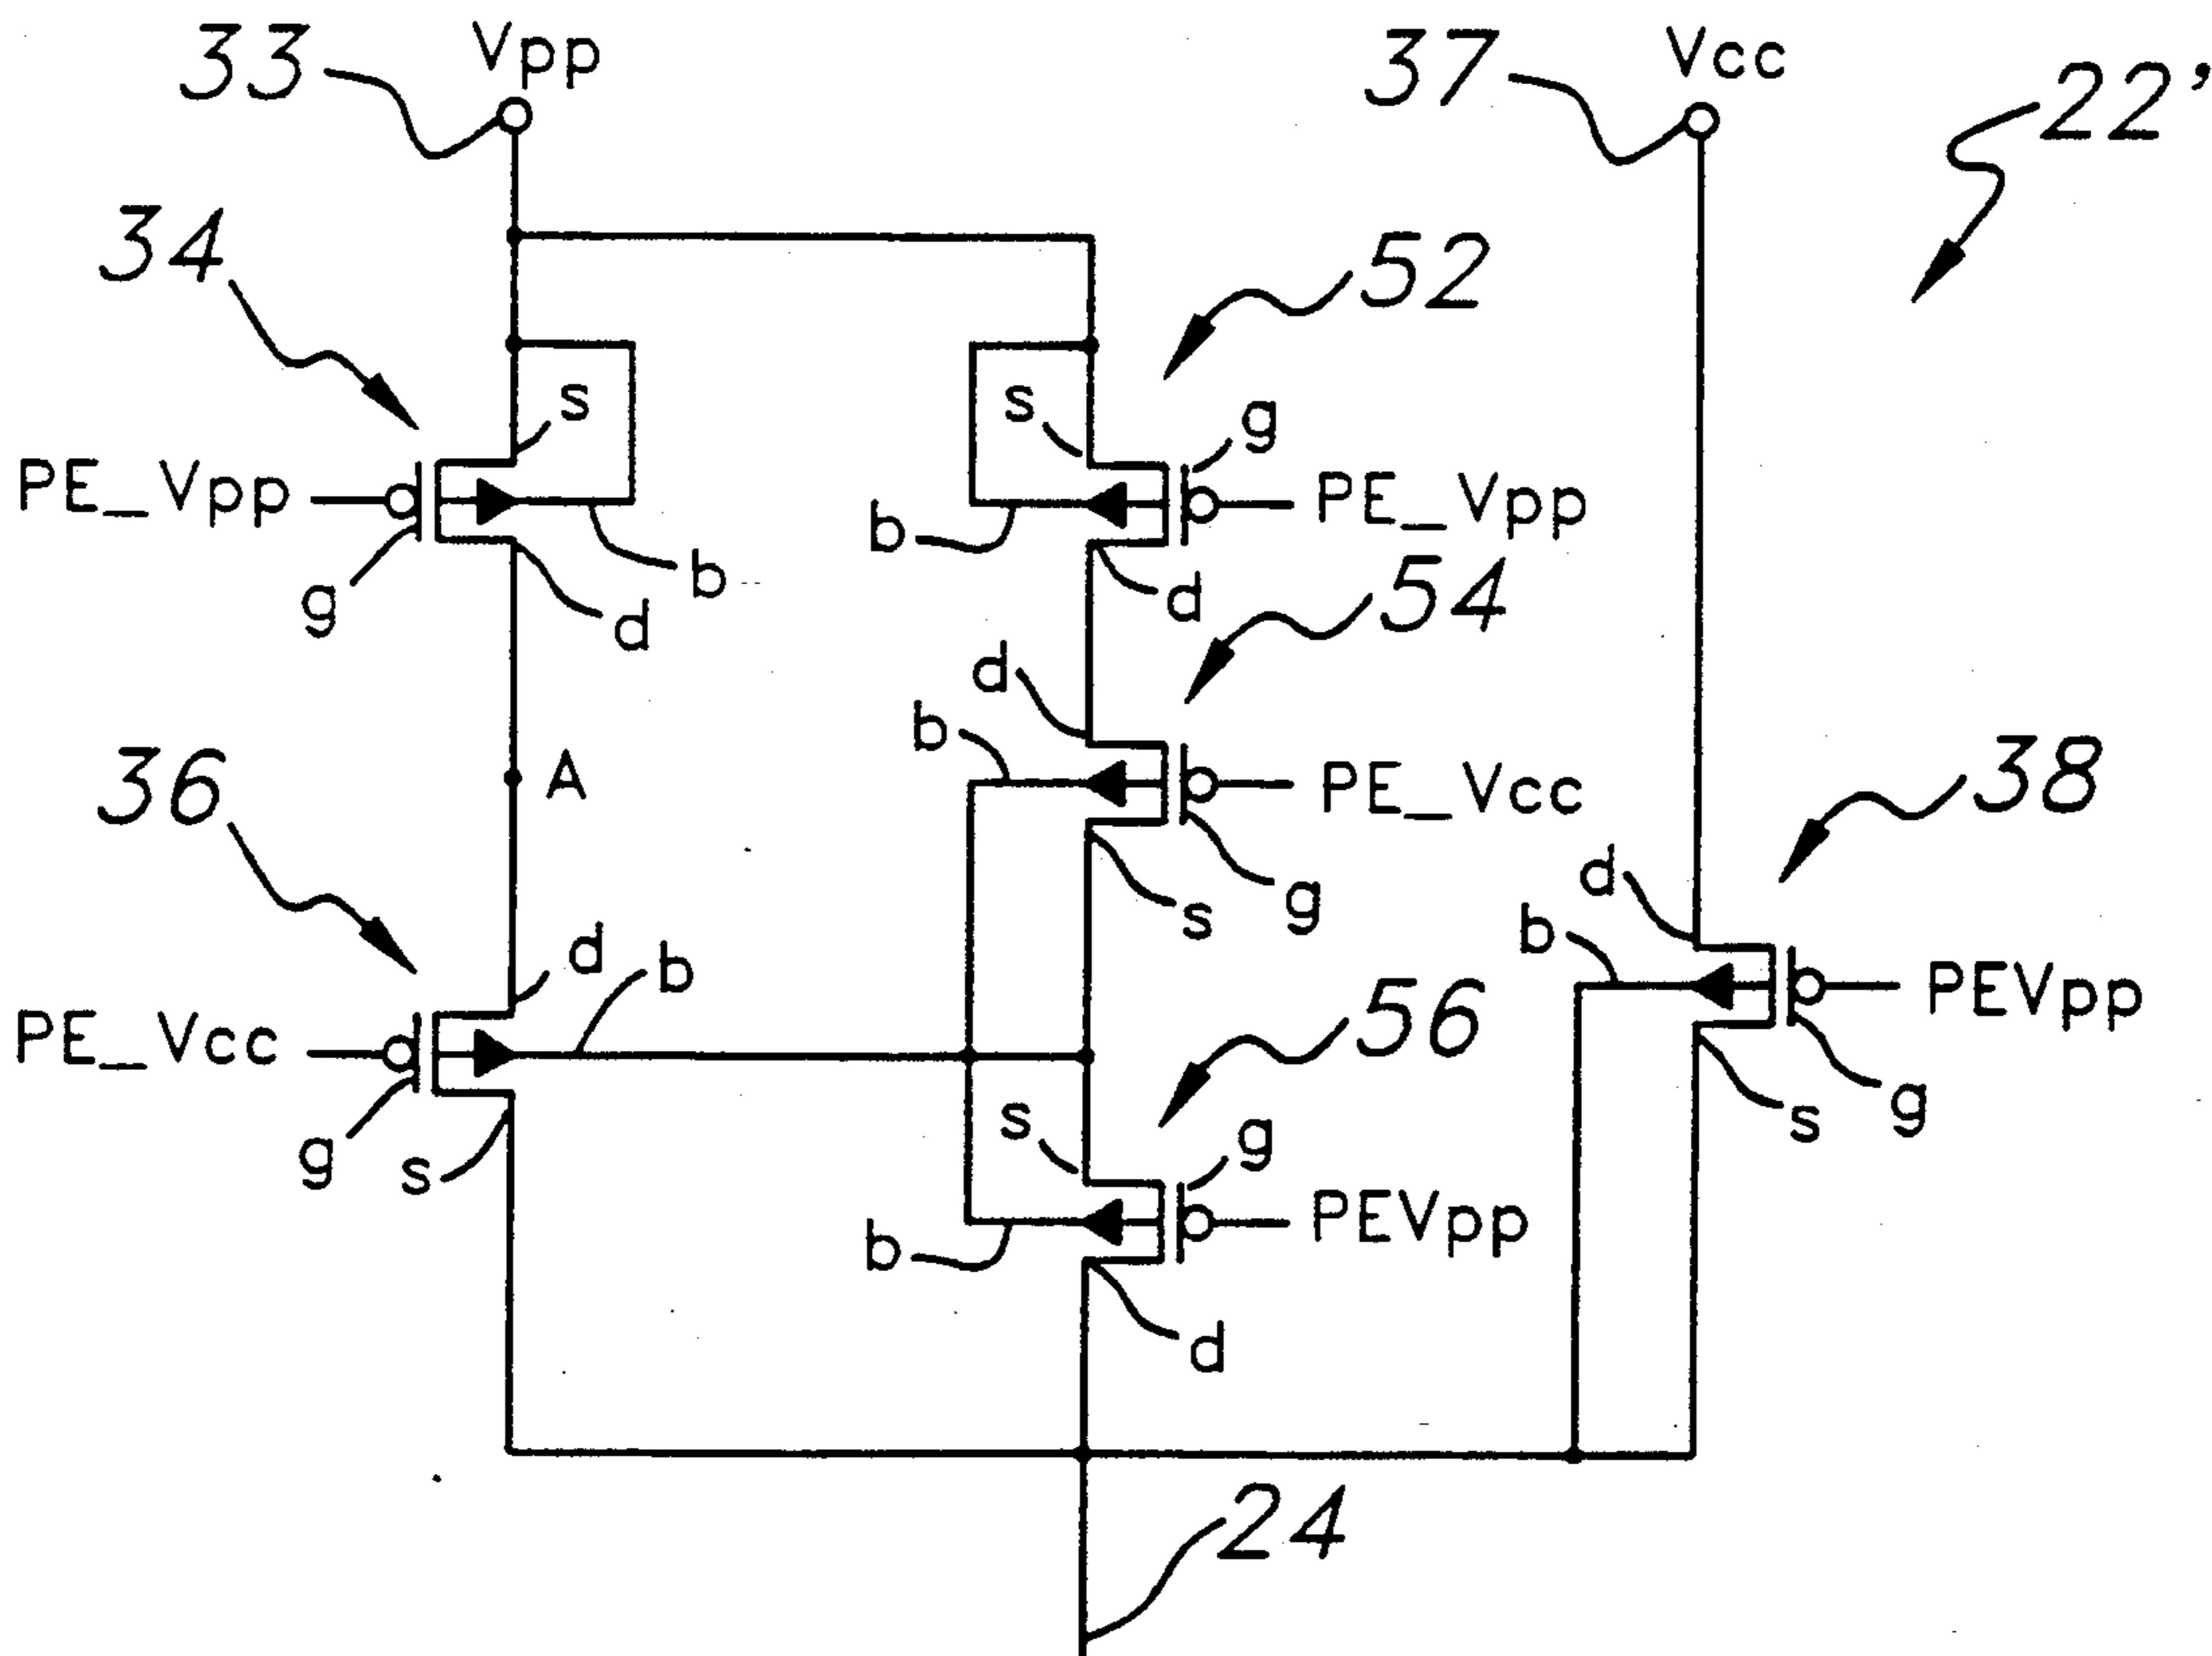 33 Vpp 37 Vcc 22'
34 52
s s g
PE_Vpp b PE_Vpp
g b d d
54
d
b
36 A PE_Vcc 38
d
s g b
d b
PE_Vcc 56 PEVpp
g s s g s g
b PEVpp
d
24